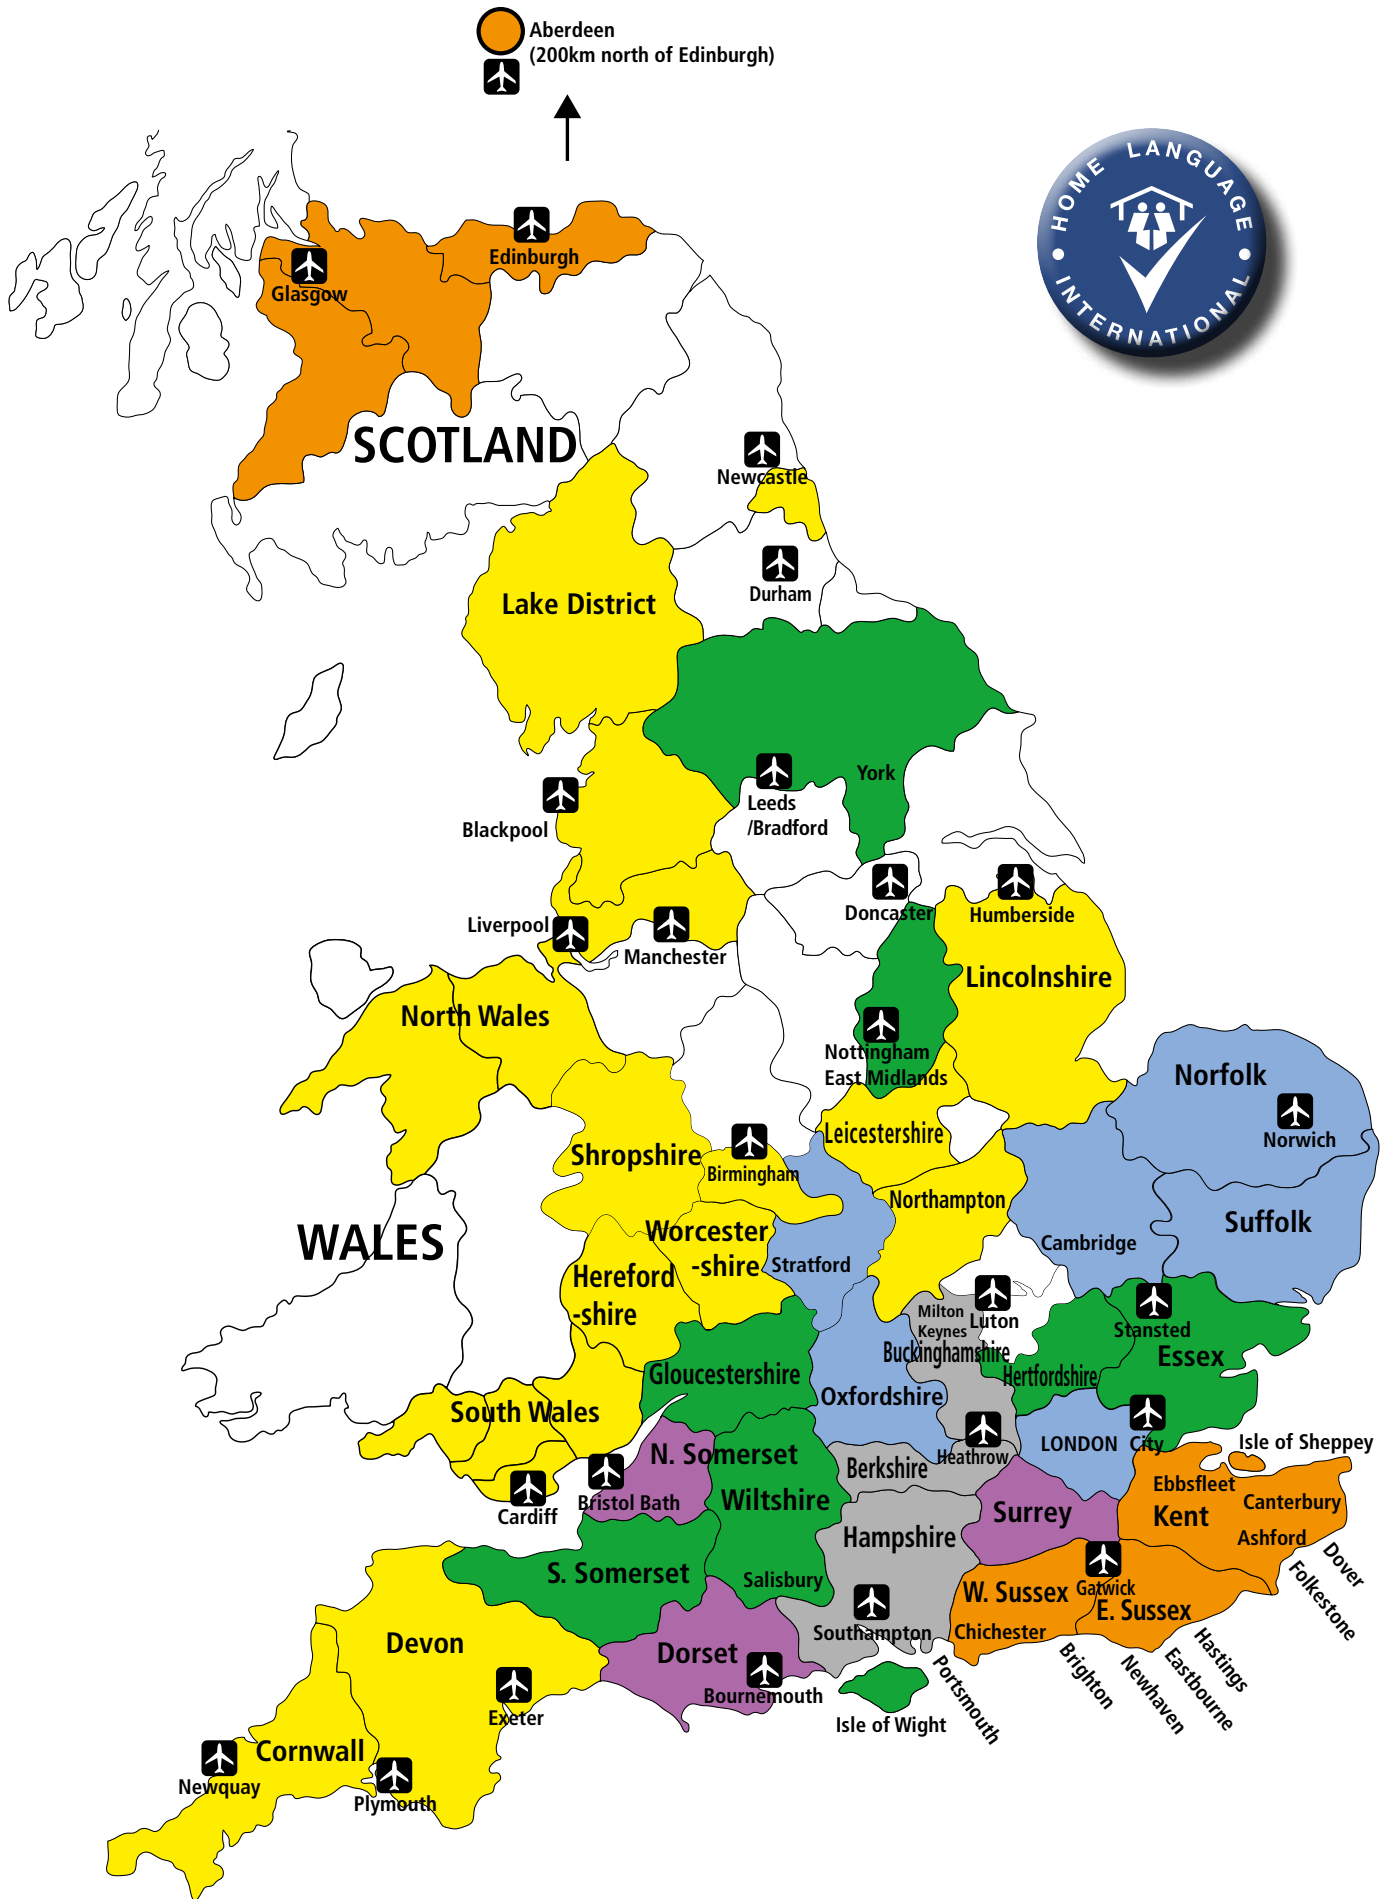 Aberdeen
(200km north of Edinburgh)
HOME LANGUAGE
INTERNATIONAL
Edinburgh
Glasgow
SCOTLAND
Newcastle
Durham
Lake District
York
Leeds
/Bradford
Blackpool
Doncaster
Humberside
Liverpool
Manchester
Lincolnshire
North Wales
Nottingham
East Midlands
Norfolk
Norwich
Leicestershire
Shropshire
Birmingham
Northampton
Suffolk
WALES
Worcester
-shire
Stratford
Cambridge
Hereford
-shire
Milton
Keynes
Luton
Stansted
Buckinghamshire
Essex
Gloucestershire
Hertfordshire
Oxfordshire
South Wales
LONDON
City
Isle of Sheppey
N. Somerset
Heathrow
Berkshire
Ebbsfleet
Bristol Bath
Wiltshire
Canterbury
Cardiff
Surrey
Kent
Hampshire
Ashford
Dover
Folkestone
S. Somerset
Salisbury
W. Sussex
Gatwick
E. Sussex
Devon
Southampton
Chichester
Dorset
Portsmouth
Brighton
Newhaven
Eastbourne
Hastings
Bournemouth
Exeter
Isle of Wight
Cornwall
Newquay
Plymouth